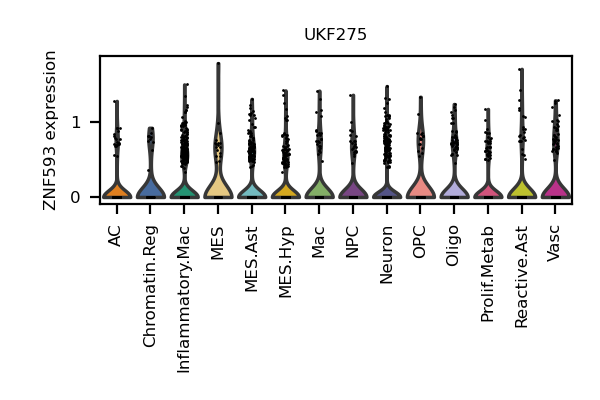 UKF275
ZNF593 expression
1
0
AC
Chromatin.Reg
Inflammatory.Mac
MES
MES.Ast
MES.Hyp
Mac
NPC
Neuron
OPC
Oligo
Prolif.Metab
Reactive.Ast
Vasc